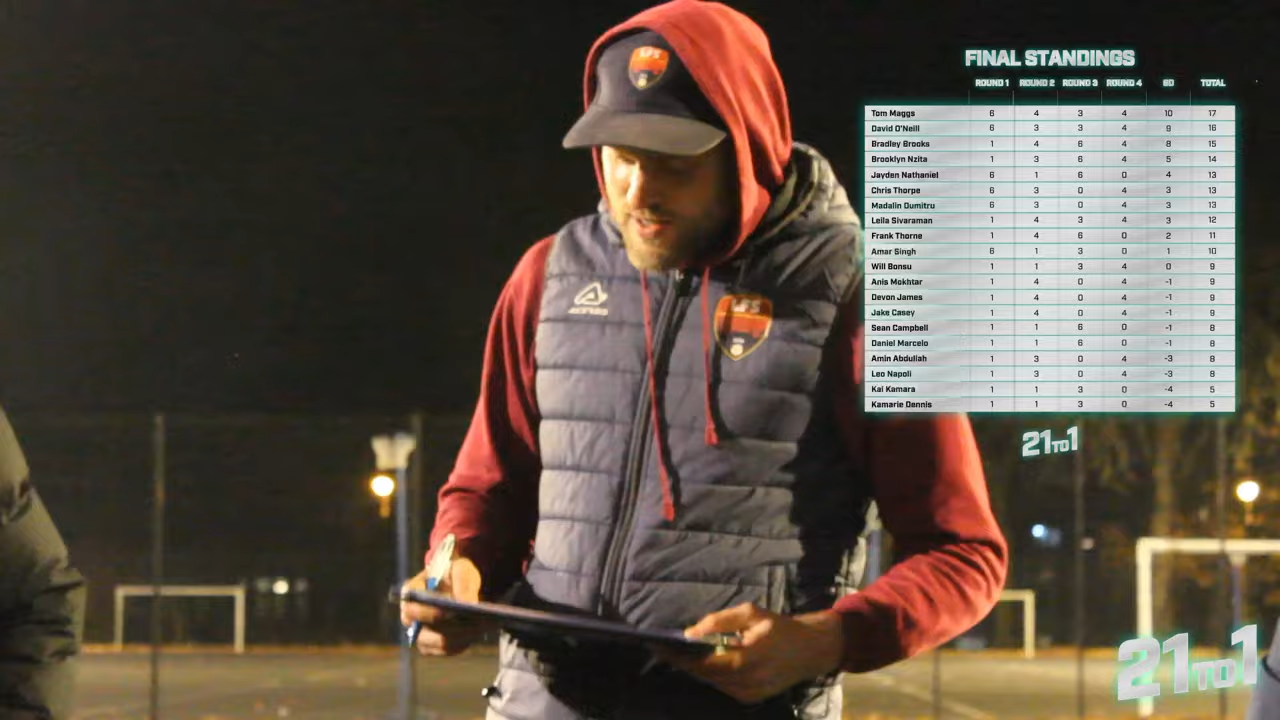 FINAL STANDINGS
ROUND 1 ROUND 2 ROUND 3 ROUND 4 GD TOTAL
Tom Maggs 6 4 3 4 10 17
David O'Neill 6 3 3 4 9 16
Bradley Brooks 1 4 6 4 8 15
Brooklyn Nzita 1 3 6 4 5 14
Jayden Nathaniel 6 1 6 0 4 13
Chris Thorpe 6 3 0 4 3 13
Madalin Dumitru 6 3 0 4 3 13
Leila Sivaraman 1 4 3 4 3 12
Frank Thorne 1 4 6 0 2 11
Amar Singh 6 1 3 0 1 10
Will Bonsu 1 1 3 4 0 9
Anis Mokhtar 1 4 0 4 -1 9
Devon James 1 4 0 4 -1 9
Jake Casey 1 4 0 4 -1 9
Sean Campbell 1 1 6 0 -1 8
Daniel Marcelo 1 1 6 0 -1 8
Amin Abdullah 1 3 0 4 -3 8
Leo Napoli 1 3 0 4 -3 8
Kai Kamara 1 1 3 0 -4 5
Kamarie Dennis 1 1 3 0 -4 5
21TO1
21TO1